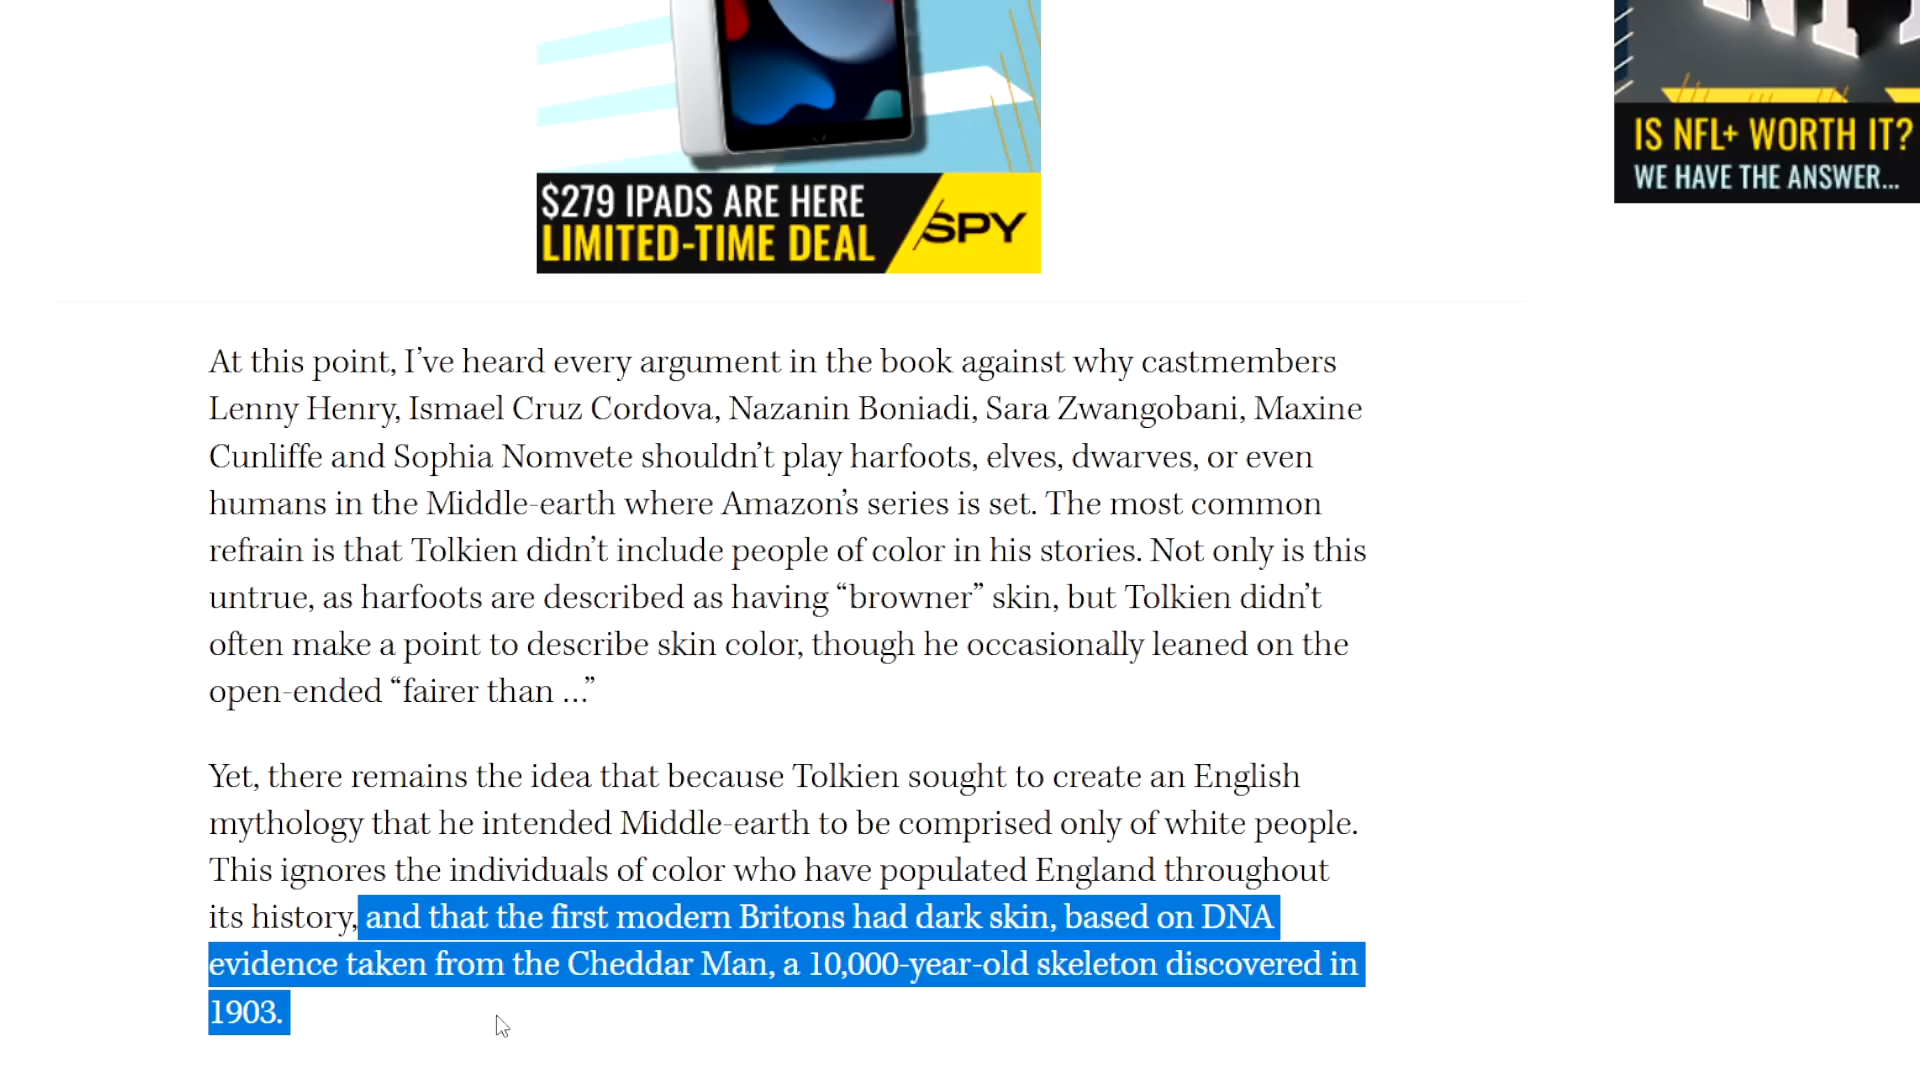 $279 IPADS ARE HERE
LIMITED-TIME DEAL
SPY
IS NFL+ WORTH IT?
WE HAVE THE ANSWER...
At this point, I’ve heard every argument in the book against why castmembers
Lenny Henry, Ismael Cruz Cordova, Nazanin Boniadi, Sara Zwangobani, Maxine
Cunliffe and Sophia Nomvete shouldn’t play harfoots, elves, dwarves, or even
humans in the Middle-earth where Amazon’s series is set. The most common
refrain is that Tolkien didn’t include people of color in his stories. Not only is this
untrue, as harfoots are described as having “browner” skin, but Tolkien didn’t
often make a point to describe skin color, though he occasionally leaned on the
open-ended “fairer than …”
Yet, there remains the idea that because Tolkien sought to create an English
mythology that he intended Middle-earth to be comprised only of white people.
This ignores the individuals of color who have populated England throughout
its history, and that the first modern Britons had dark skin, based on DNA
evidence taken from the Cheddar Man, a 10,000-year-old skeleton discovered in
1903.